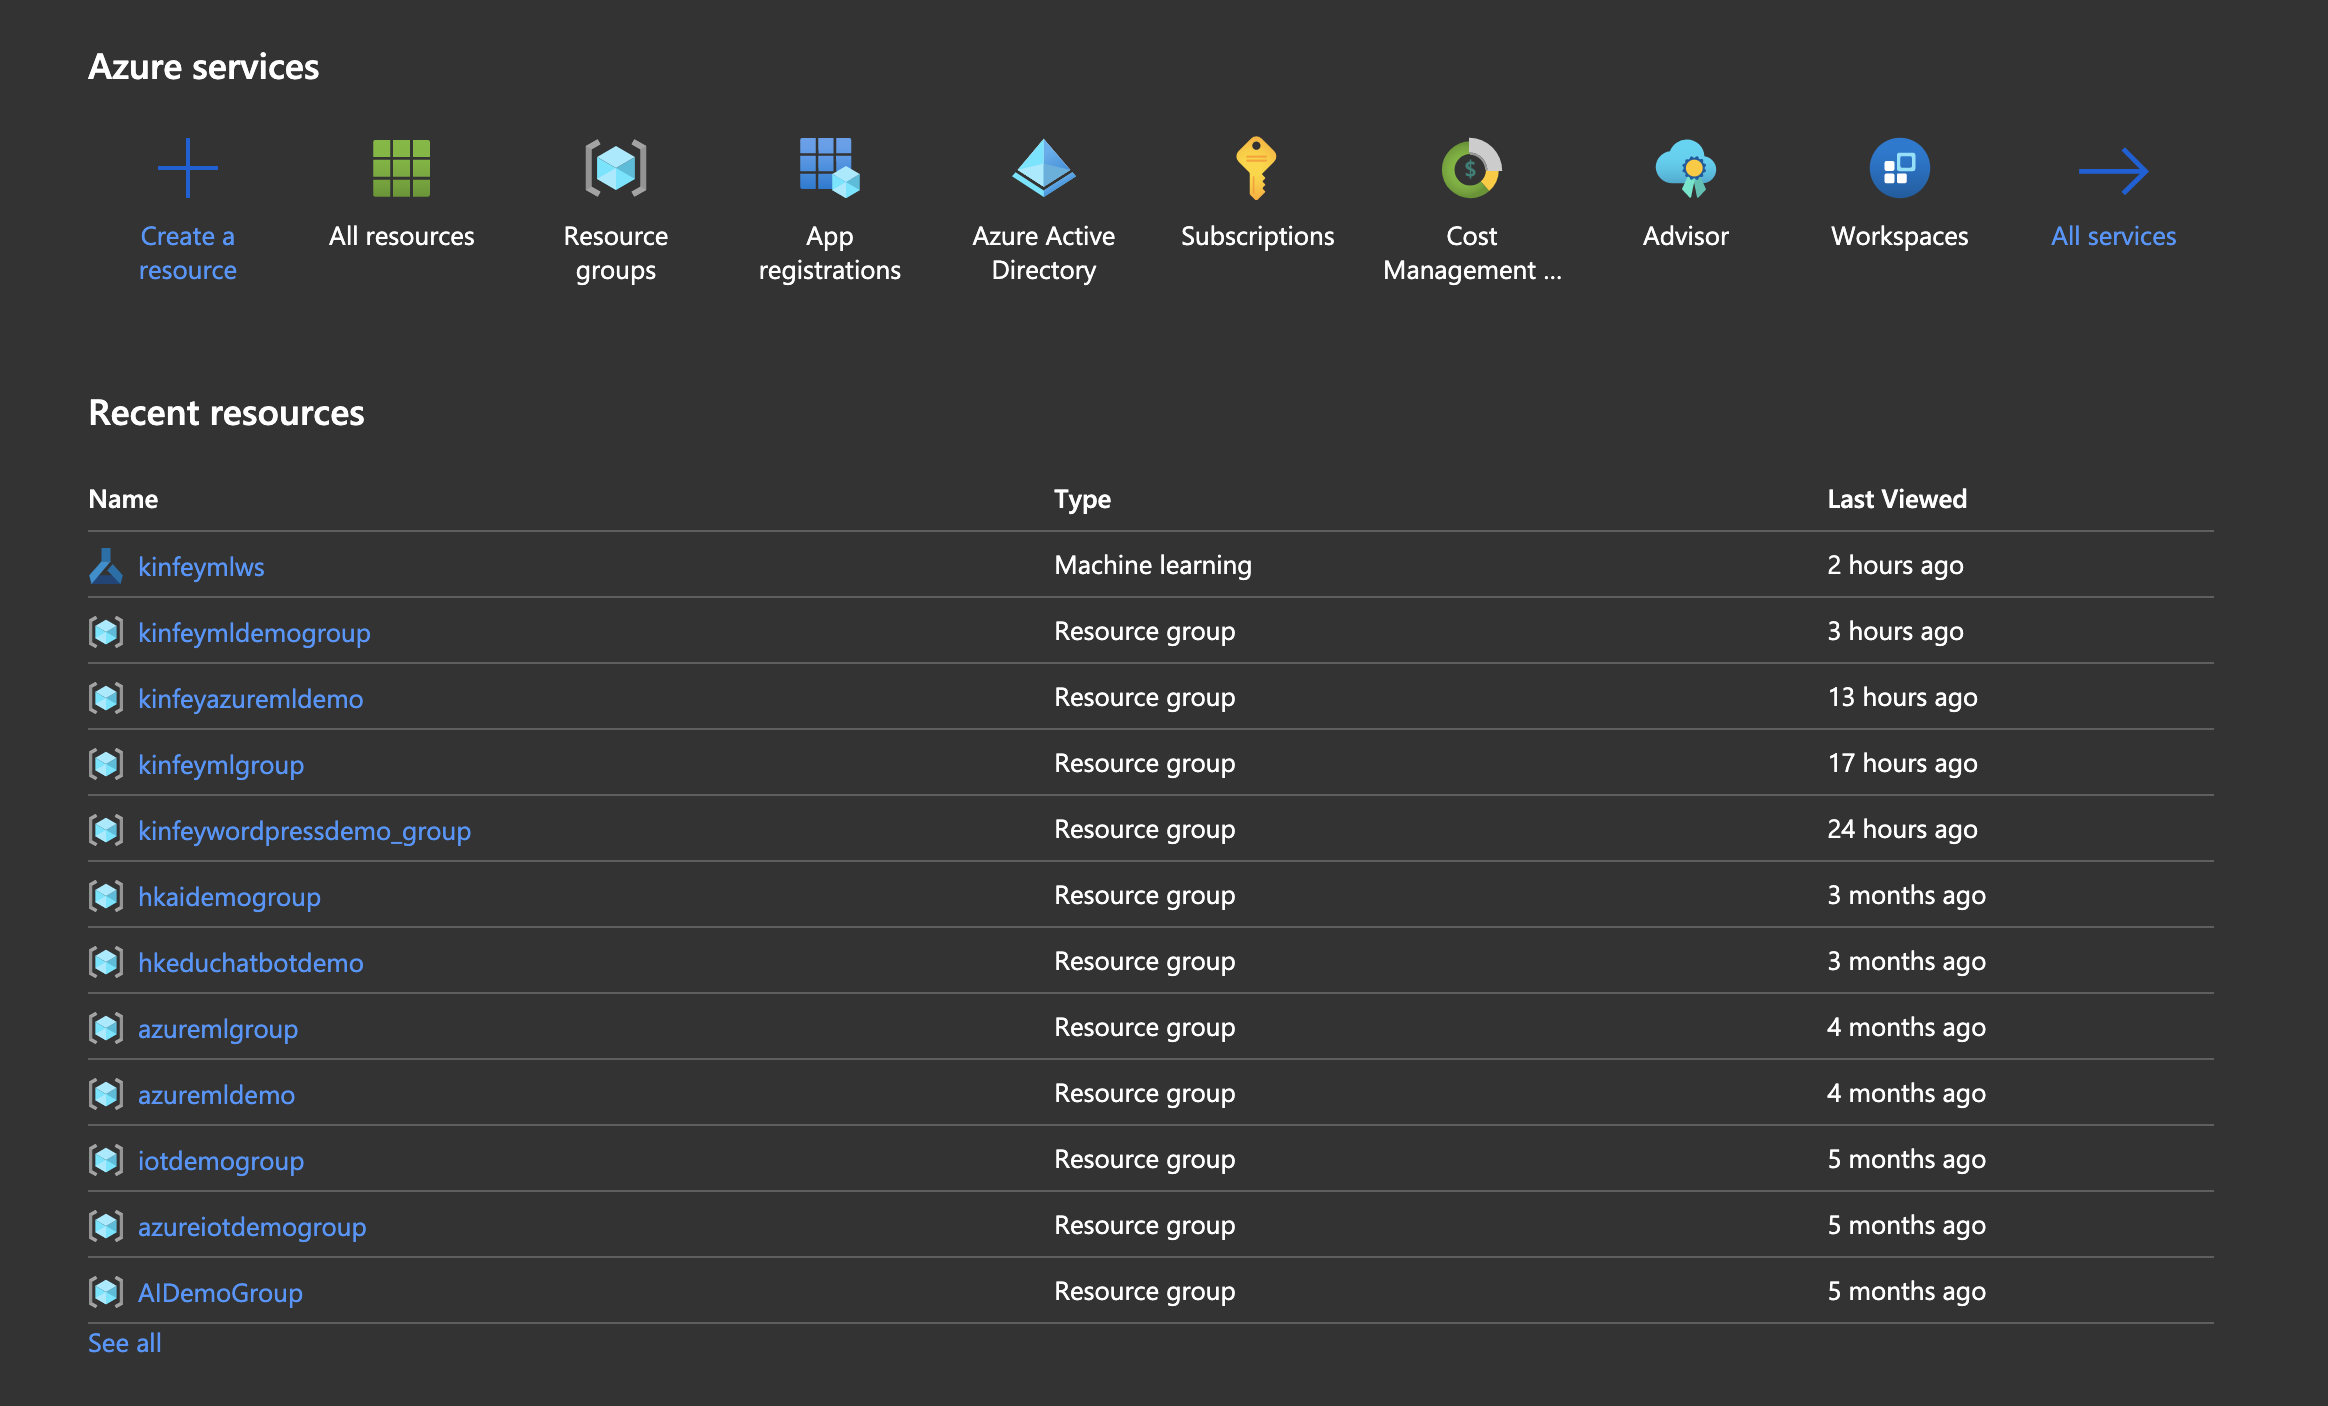 Azure services
Create a
resource
All resources
Resource
groups
App
registrations
Azure Active
Directory
Subscriptions
Cost
Management ...
Advisor
Workspaces
All services
Recent resources
Name Type Last Viewed
kinfeymlws Machine learning 2 hours ago
kinfeymldemogroup Resource group 3 hours ago
kinfeyazuremldemo Resource group 13 hours ago
kinfeymlgroup Resource group 17 hours ago
kinfeywordpressdemo_group Resource group 24 hours ago
hkaidemogroup Resource group 3 months ago
hkeduchatbotdemo Resource group 3 months ago
azuremlgroup Resource group 4 months ago
azuremldemo Resource group 4 months ago
iotdemogroup Resource group 5 months ago
azureiotdemogroup Resource group 5 months ago
AIDemoGroup Resource group 5 months ago
See all